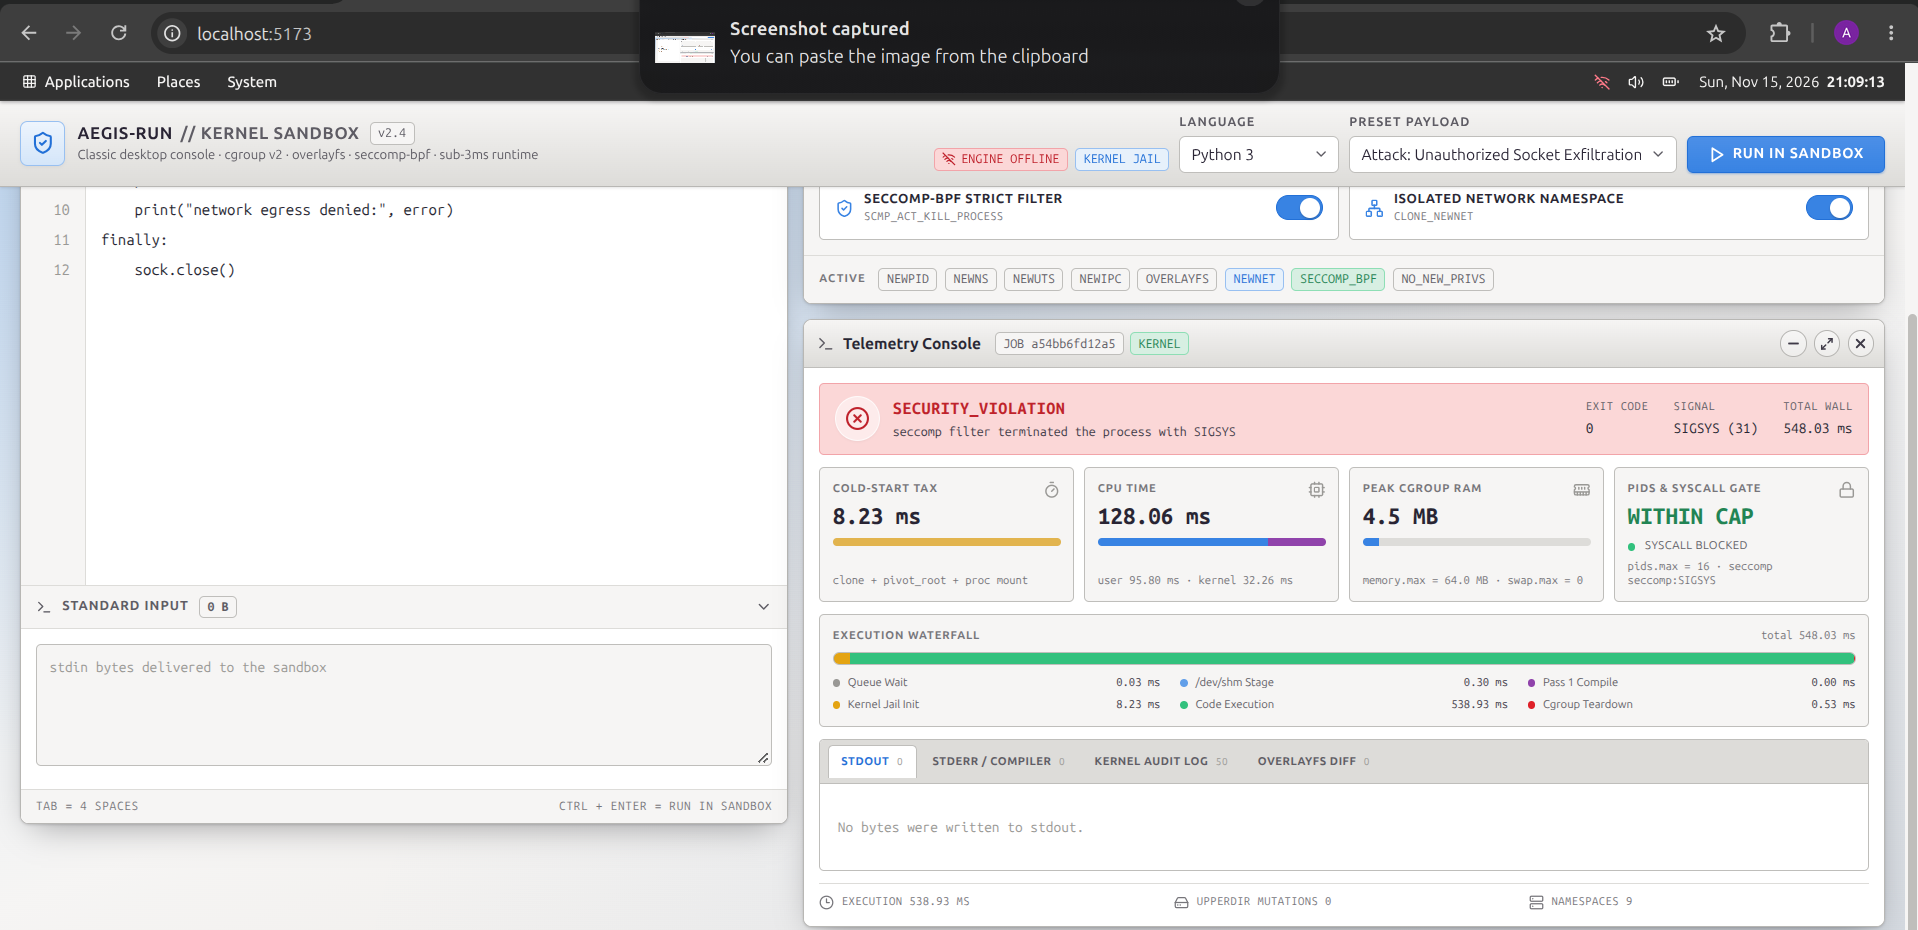 localhost:5173
Screenshot captured
You can paste the image from the clipboard
A
Applications Places System
Sun, Nov 15, 2026 21:09:13
AEGIS-RUN // KERNEL SANDBOX v2.4
Classic desktop console · cgroup v2 · overlayfs · seccomp-bpf · sub-3ms runtime
ENGINE OFFLINE
KERNEL JAIL
LANGUAGE
Python 3
PRESET PAYLOAD
Attack: Unauthorized Socket Exfiltration
RUN IN SANDBOX
10 print("network egress denied:", error)
11 finally:
12 sock.close()
STANDARD INPUT 0 B
stdin bytes delivered to the sandbox
TAB = 4 SPACES
CTRL + ENTER = RUN IN SANDBOX
SECCOMP-BPF STRICT FILTER
SCMP_ACT_KILL_PROCESS
ISOLATED NETWORK NAMESPACE
CLONE_NEWNET
ACTIVE NEWPID NEWNS NEWUTS NEWIPC OVERLAYFS NEWNET SECCOMP_BPF NO_NEW_PRIVS
Telemetry Console JOB a54bb6fd12a5 KERNEL
SECURITY_VIOLATION
seccomp filter terminated the process with SIGSYS
EXIT CODE
0
SIGNAL
SIGSYS (31)
TOTAL WALL
548.03 ms
COLD-START TAX
8.23 ms
clone + pivot_root + proc mount
CPU TIME
128.06 ms
user 95.80 ms · kernel 32.26 ms
PEAK CGROUP RAM
4.5 MB
memory.max = 64.0 MB · swap.max = 0
PIDS & SYSCALL GATE
WITHIN CAP
SYSCALL BLOCKED
pids.max = 16 · seccomp
seccomp:SIGSYS
EXECUTION WATERFALL
total 548.03 ms
Queue Wait 0.03 ms
/dev/shm Stage 0.30 ms
Pass 1 Compile 0.00 ms
Kernel Jail Init 8.23 ms
Code Execution 538.93 ms
Cgroup Teardown 0.53 ms
STDOUT 0
STDERR / COMPILER 0
KERNEL AUDIT LOG 50
OVERLAYFS DIFF 0
No bytes were written to stdout.
EXECUTION 538.93 MS
UPPERDIR MUTATIONS 0
NAMESPACES 9